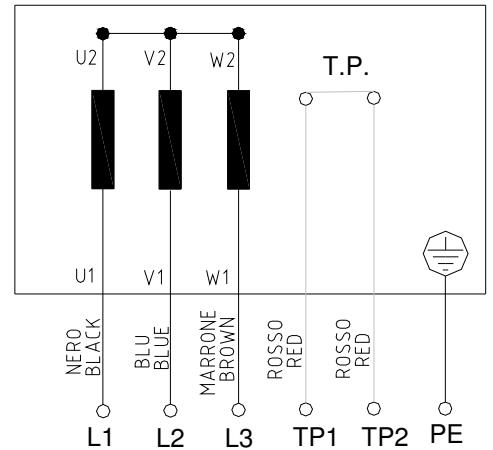 U2 V2 W2 T.P.
U1 V1 W1
NERO
BLACK
BLU
BLUE
MARRONE
BROWN
ROSSO
RED
ROSSO
RED
L1 L2 L3 TP1 TP2 PE